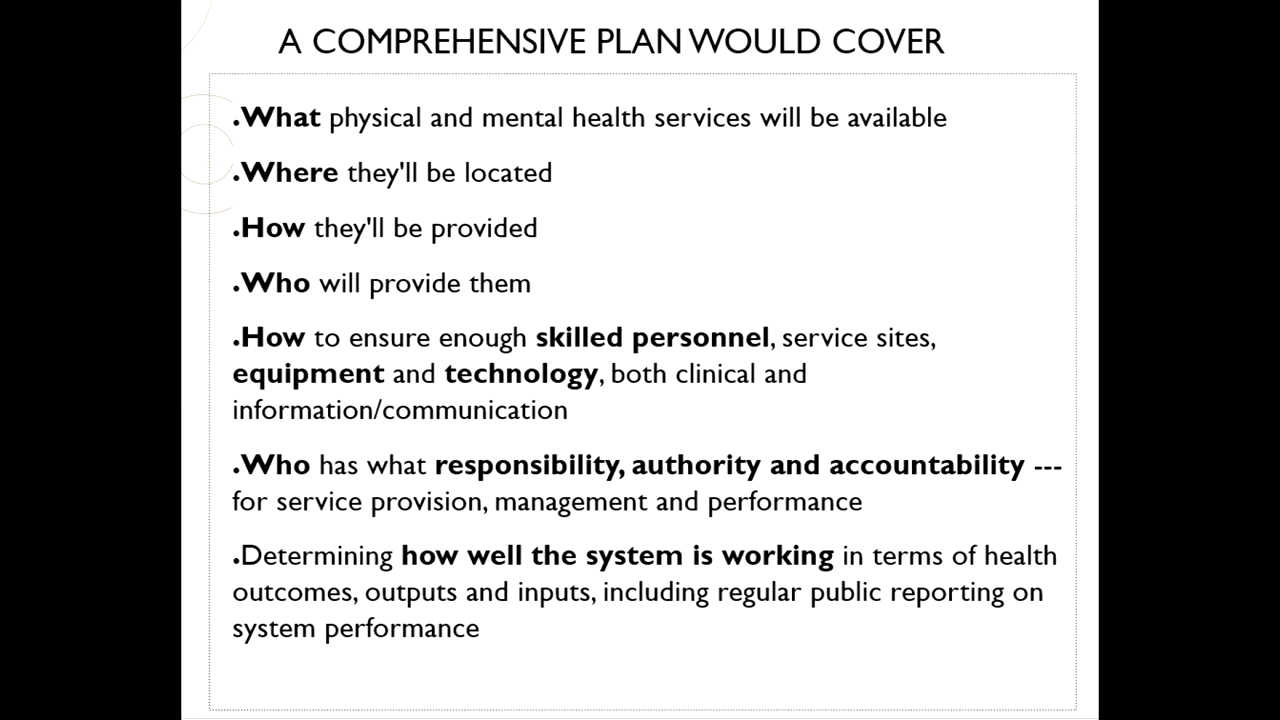 A COMPREHENSIVE PLAN WOULD COVER
.What physical and mental health services will be available
.Where they'll be located
.How they'll be provided
.Who will provide them
.How to ensure enough skilled personnel, service sites,
equipment and technology, both clinical and
information/communication
.Who has what responsibility, authority and accountability ---
for service provision, management and performance
.Determining how well the system is working in terms of health
outcomes, outputs and inputs, including regular public reporting on
system performance